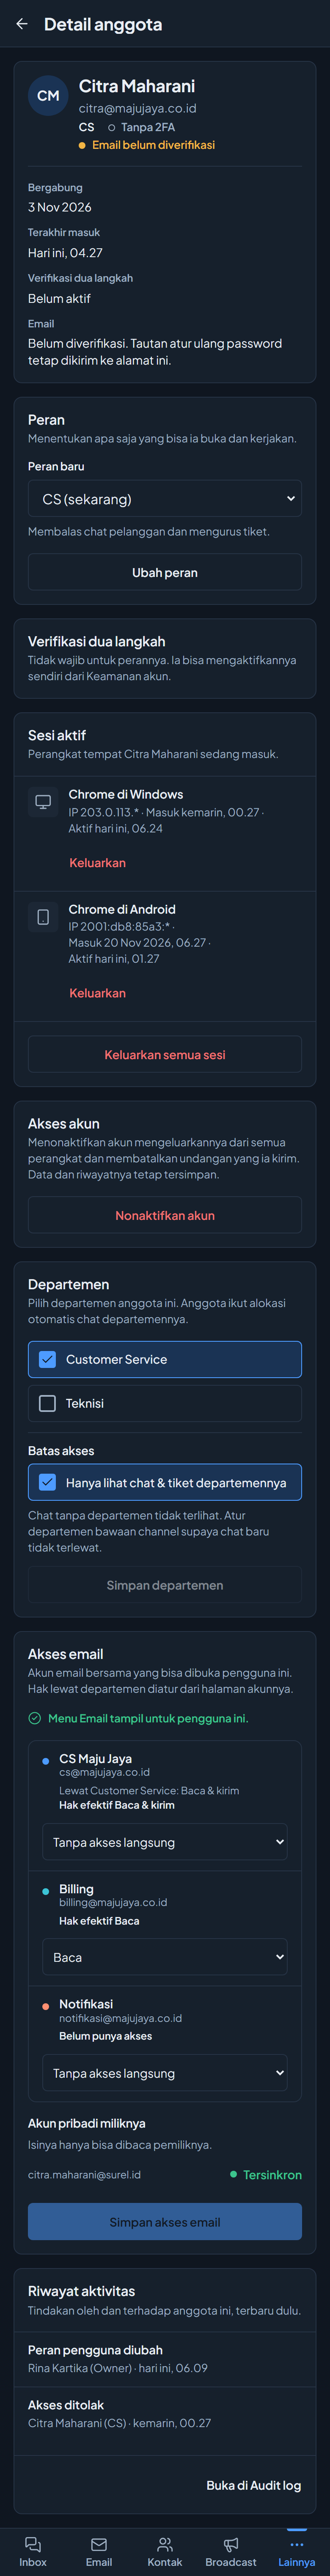 Detail anggota
CM
Citra Maharani
citra@majujaya.co.id
CS Tanpa 2FA
Email belum diverifikasi
Bergabung
3 Nov 2026
Terakhir masuk
Hari ini, 04.27
Verifikasi dua langkah
Belum aktif
Email
Belum diverifikasi. Tautan atur ulang password
tetap dikirim ke alamat ini.
Peran
Menentukan apa saja yang bisa ia buka dan kerjakan.
Peran baru
CS (sekarang)
Membalas chat pelanggan dan mengurus tiket.
Ubah peran
Verifikasi dua langkah
Tidak wajib untuk perannya. Ia bisa mengaktifkannya
sendiri dari Keamanan akun.
Sesi aktif
Perangkat tempat Citra Maharani sedang masuk.
Chrome di Windows
IP 203.0.113.* · Masuk kemarin, 00.27 ·
Aktif hari ini, 06.24
Keluarkan
Chrome di Android
IP 2001:db8:85a3:* ·
Masuk 20 Nov 2026, 06.27 ·
Aktif hari ini, 01.27
Keluarkan
Keluarkan semua sesi
Akses akun
Menonaktifkan akun mengeluarkannya dari semua
perangkat dan membatalkan undangan yang ia kirim.
Data dan riwayatnya tetap tersimpan.
Nonaktifkan akun
Departemen
Pilih departemen anggota ini. Anggota ikut alokasi
otomatis chat departemennya.
Customer Service
Teknisi
Batas akses
Hanya lihat chat & tiket departemennya
Chat tanpa departemen tidak terlihat. Atur
departemen bawaan channel supaya chat baru
tidak terlewat.
Simpan departemen
Akses email
Akun email bersama yang bisa dibuka pengguna ini.
Hak lewat departemen diatur dari halaman akunnya.
Menu Email tampil untuk pengguna ini.
CS Maju Jaya
cs@majujaya.co.id
Lewat Customer Service: Baca & kirim
Hak efektif Baca & kirim
Tanpa akses langsung
Billing
billing@majujaya.co.id
Hak efektif Baca
Baca
Notifikasi
notifikasi@majujaya.co.id
Belum punya akses
Tanpa akses langsung
Akun pribadi miliknya
Isinya hanya bisa dibaca pemiliknya.
citra.maharani@surel.id Tersinkron
Simpan akses email
Riwayat aktivitas
Tindakan oleh dan terhadap anggota ini, terbaru dulu.
Peran pengguna diubah
Rina Kartika (Owner) · hari ini, 06.09
Akses ditolak
Citra Maharani (CS) · kemarin, 00.27
Buka di Audit log
Inbox Email Kontak Broadcast Lainnya